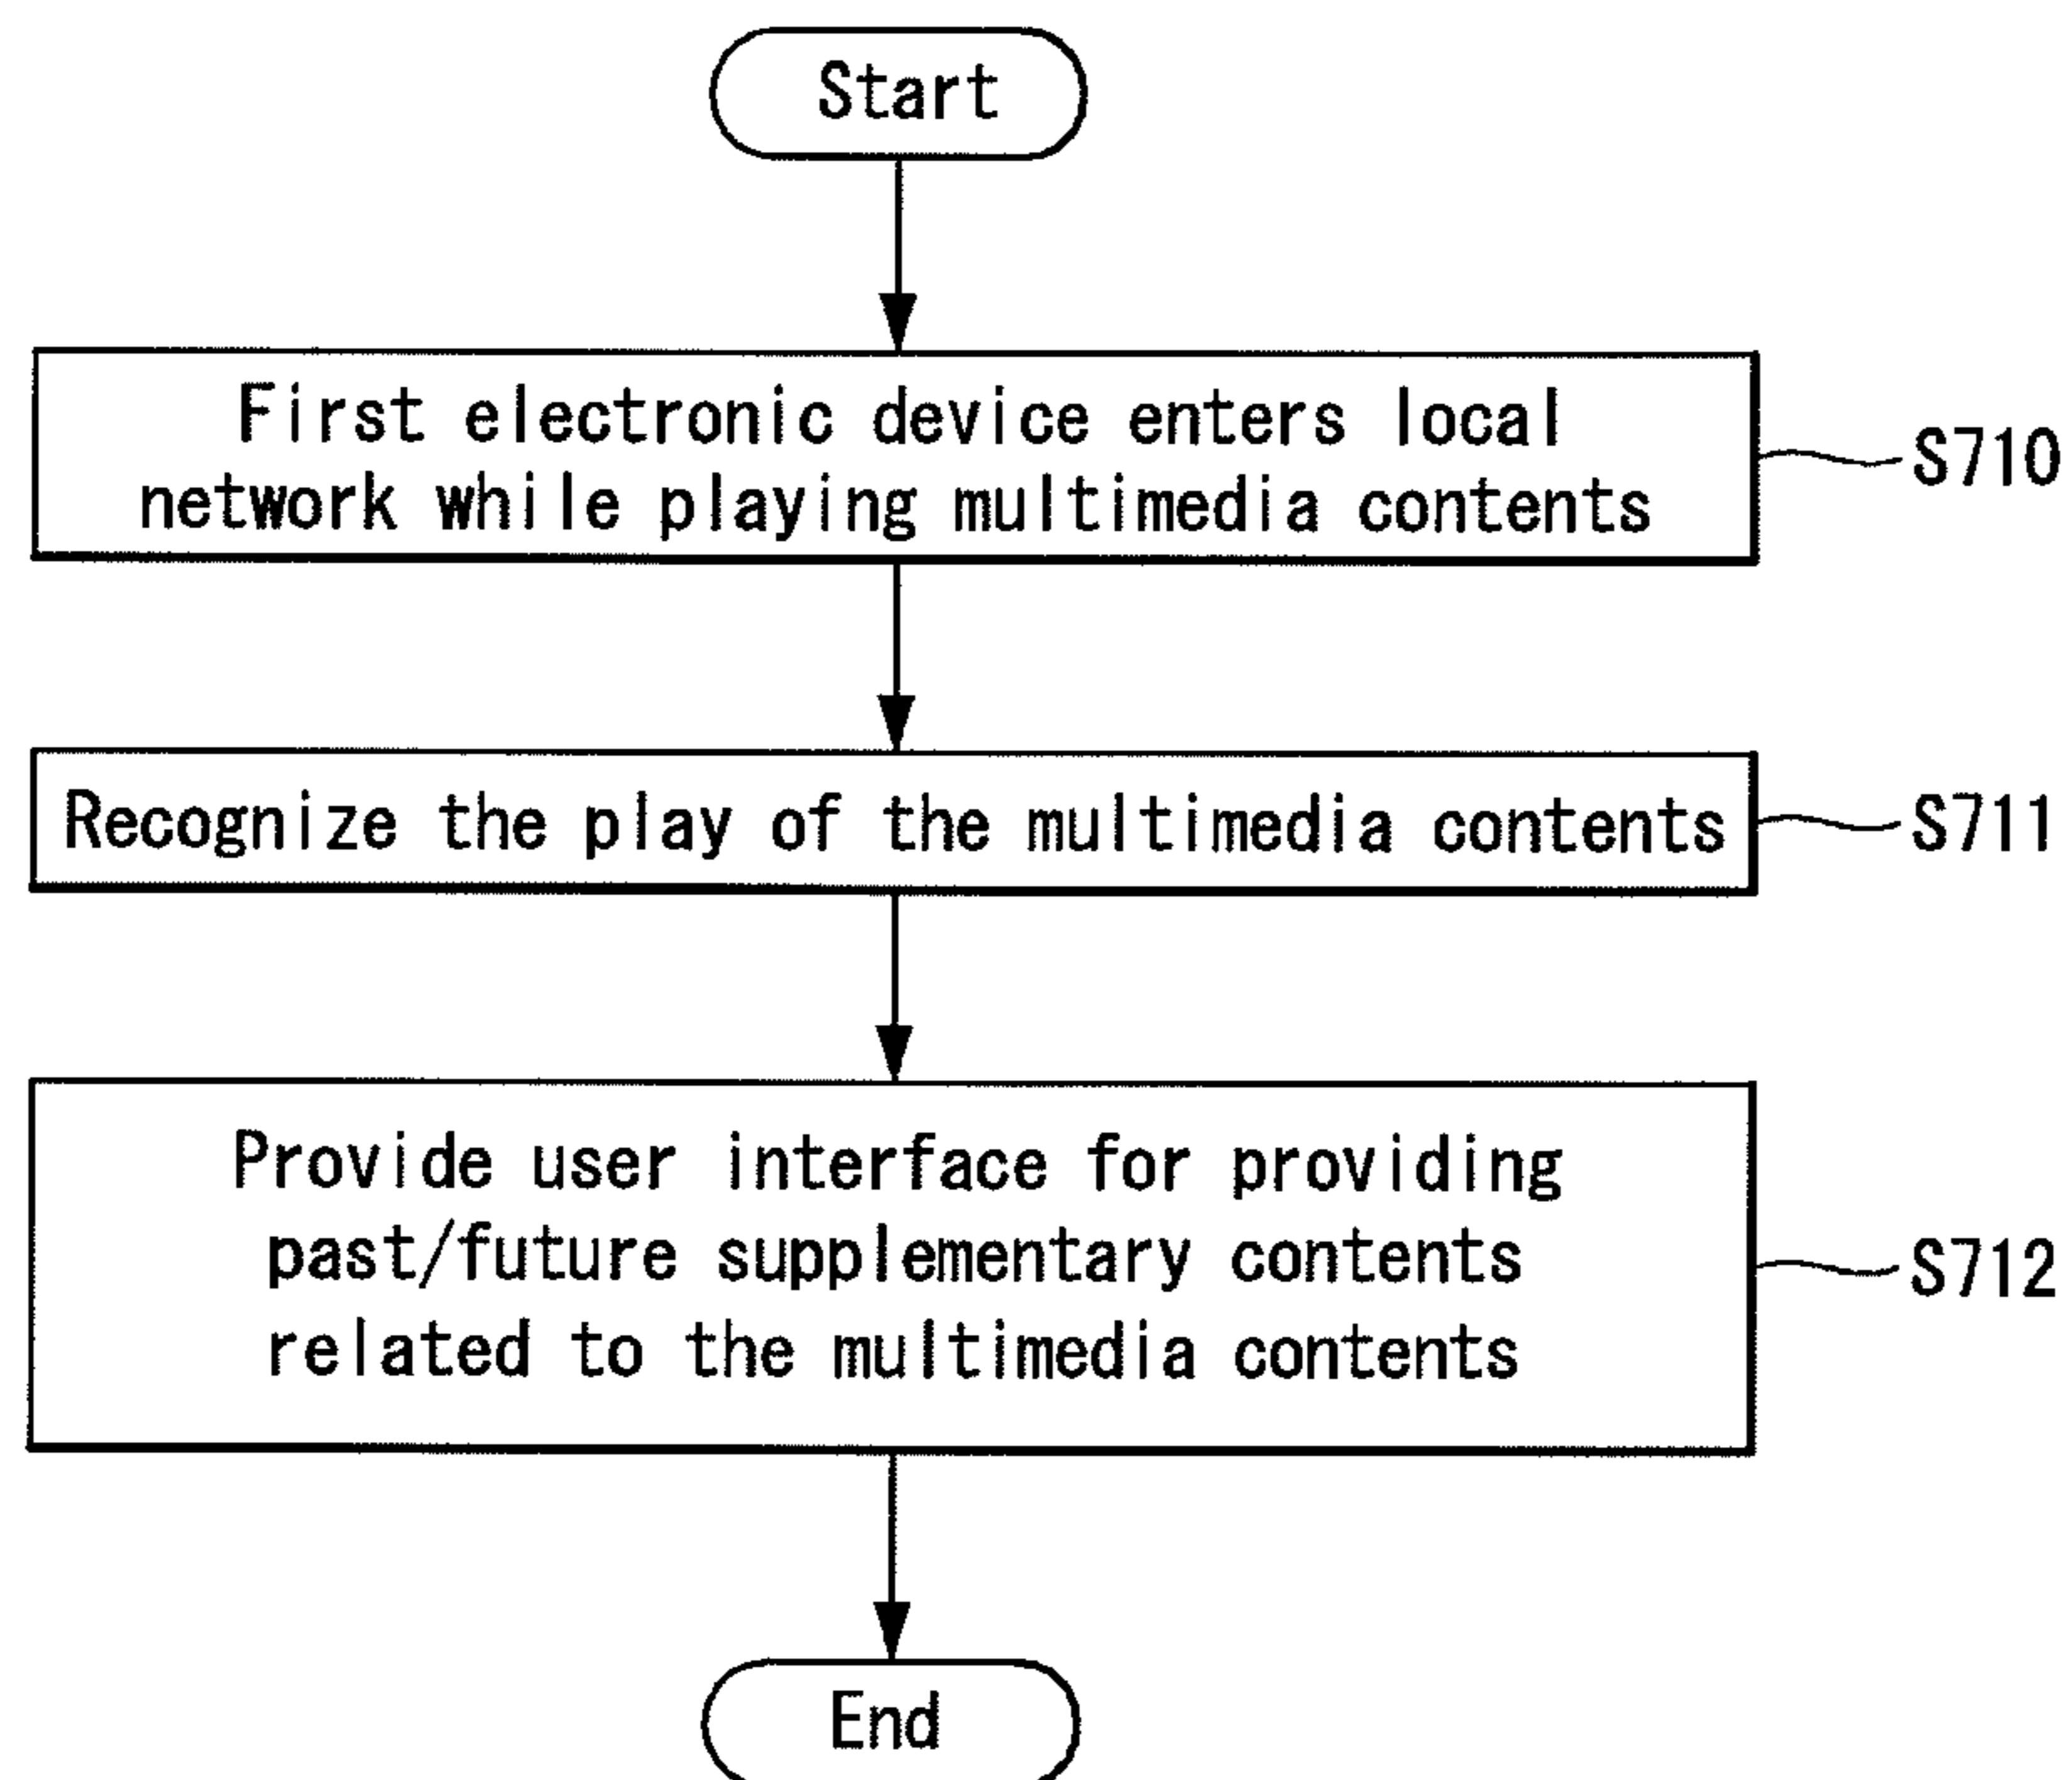 Start
First electronic device enters local
network while playing multimedia contents
S710
Recognize the play of the multimedia contents
S711
Provide user interface for providing
past/future supplementary contents
related to the multimedia contents
S712
End